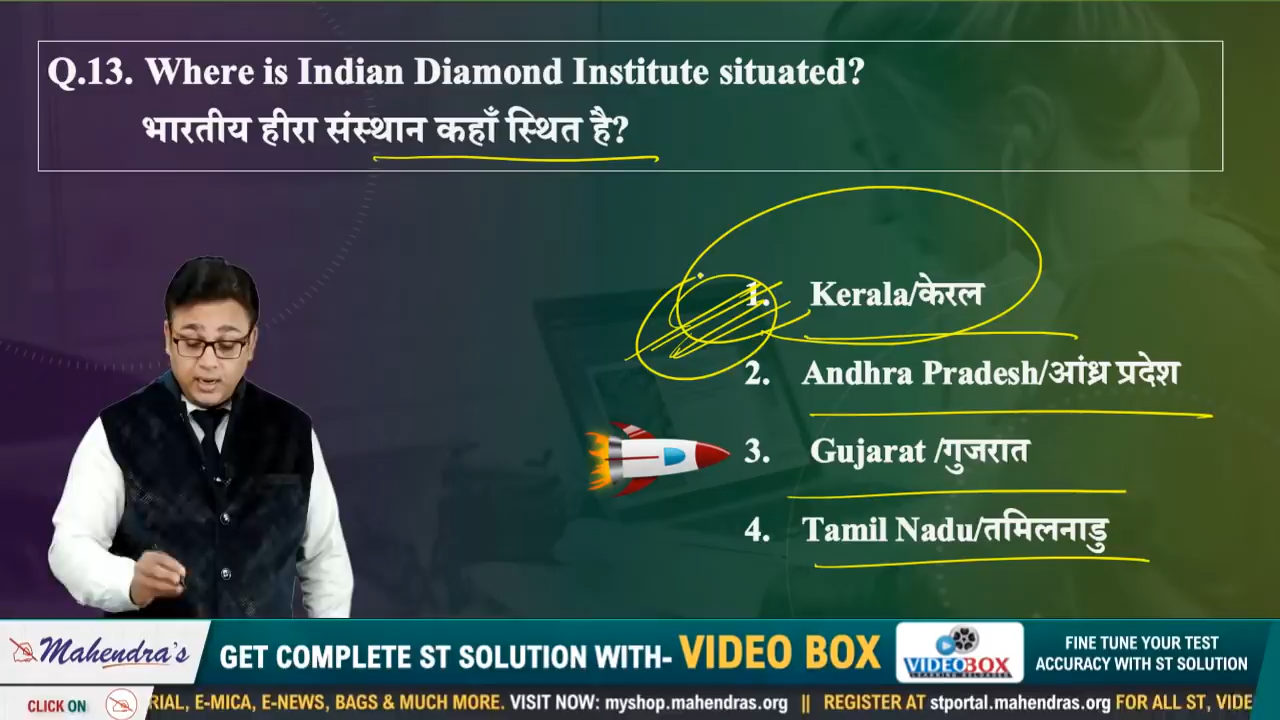 Q.13. Where is Indian Diamond Institute situated?
भारतीय हीरा संस्थान कहाँ स्थित है?
1. Kerala/केरल
2. Andhra Pradesh/आंध्र प्रदेश
3. Gujarat /गुजरात
4. Tamil Nadu/तमिलनाडु
Mahendra's
GET COMPLETE ST SOLUTION WITH- VIDEO BOX
VIDEOBOX
LEARNING RELOADED
FINE TUNE YOUR TEST
ACCURACY WITH ST SOLUTION
CLICK ON
RIAL, E-MICA, E-NEWS, BAGS & MUCH MORE. VISIT NOW: myshop.mahendras.org || REGISTER AT stportal.mahendras.org FOR ALL ST, VIDE